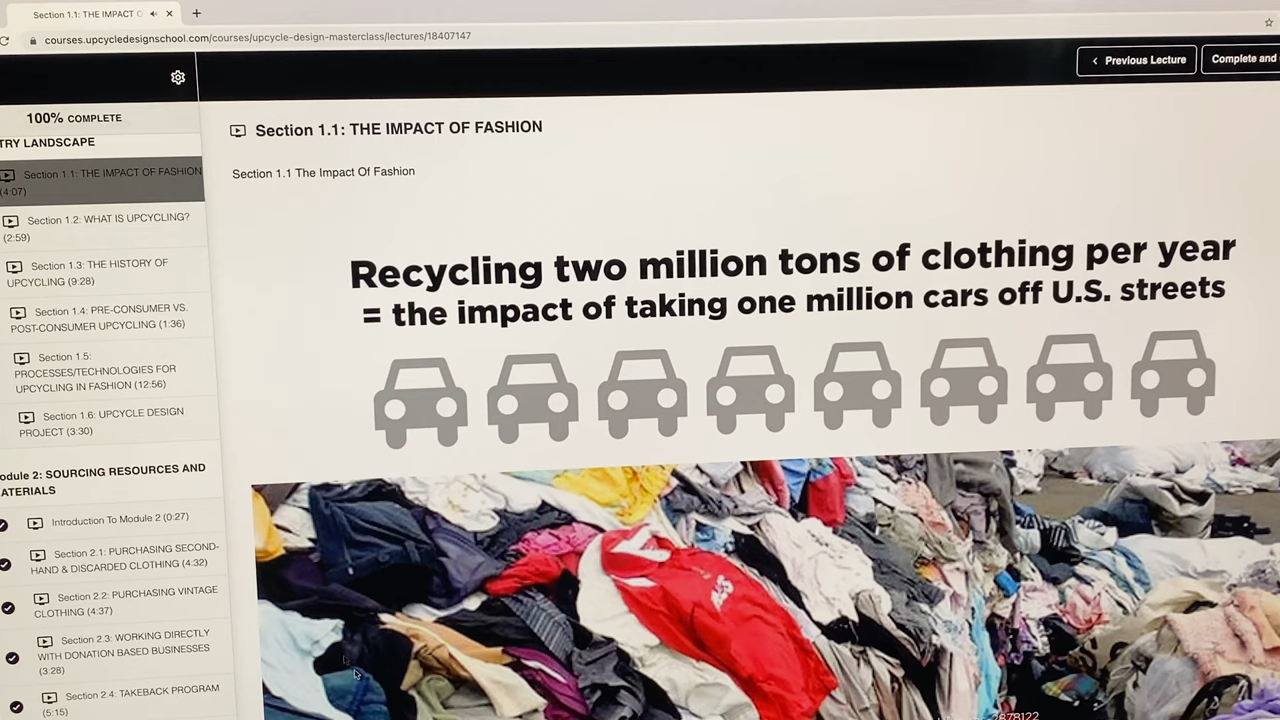 Section 1.1: THE IMPACT O
courses.upcycledesignschool.com/courses/upcycle-design-masterclass/lectures/18407147
Previous Lecture
Complete and
100% COMPLETE
TRY LANDSCAPE
Section 1.1: THE IMPACT OF FASHION
(4:07)
Section 1.2: WHAT IS UPCYCLING?
(2:59)
Section 1.3: THE HISTORY OF
UPCYCLING (9:28)
Section 1.4: PRE-CONSUMER VS.
POST-CONSUMER UPCYCLING (1:36)
Section 1.5:
PROCESSES/TECHNOLOGIES FOR
UPCYCLING IN FASHION (12:56)
Section 1.6: UPCYCLE DESIGN
PROJECT (3:30)
odule 2: SOURCING RESOURCES AND
ATERIALS
Introduction To Module 2 (0:27)
Section 2.1: PURCHASING SECOND-
HAND & DISCARDED CLOTHING (4:32)
Section 2.2: PURCHASING VINTAGE
CLOTHING (4:37)
Section 2.3: WORKING DIRECTLY
WITH DONATION BASED BUSINESSES
(3:28)
Section 2.4: TAKEBACK PROGRAM
(5:15)
Section 1.1: THE IMPACT OF FASHION
Section 1.1 The Impact Of Fashion
Recycling two million tons of clothing per year
= the impact of taking one million cars off U.S. streets
2878122